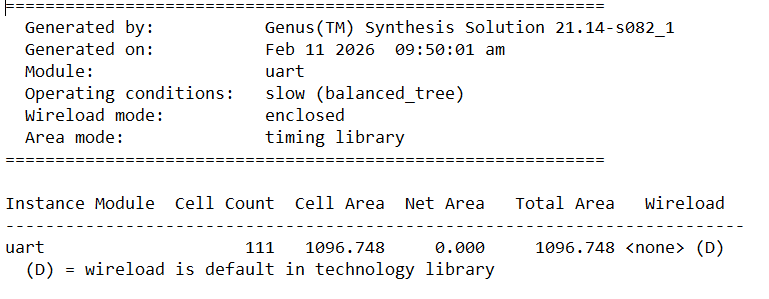 ============================================================
  Generated by:           Genus(TM) Synthesis Solution 21.14-s082_1
  Generated on:           Feb 11 2026  09:50:01 am
  Module:                 uart
  Operating conditions:   slow (balanced_tree)
  Wireload mode:          enclosed
  Area mode:              timing library
============================================================
Instance Module  Cell Count  Cell Area  Net Area   Total Area   Wireload
--------------------------------------------------------------------------
uart                    111   1096.748     0.000     1096.748 <none> (D)
  (D) = wireload is default in technology library